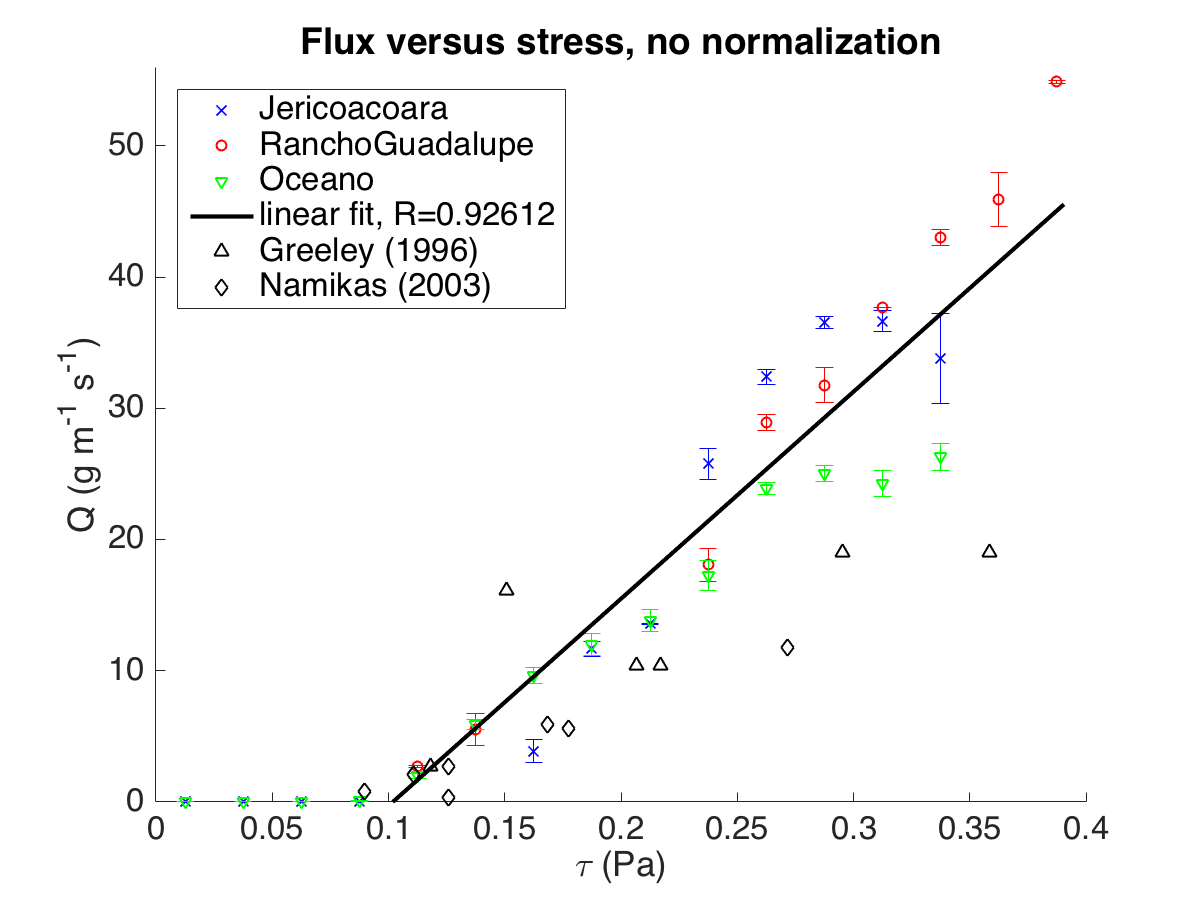 Flux versus stress, no normalization
Jericoacoara
RanchoGuadalupe
Oceano
linear fit, R=0.92612
Greeley (1996)
Namikas (2003)
Q (g m⁻¹ s⁻¹)
50
40
30
20
10
0
0 0.05 0.1 0.15 0.2 0.25 0.3 0.35 0.4
τ (Pa)